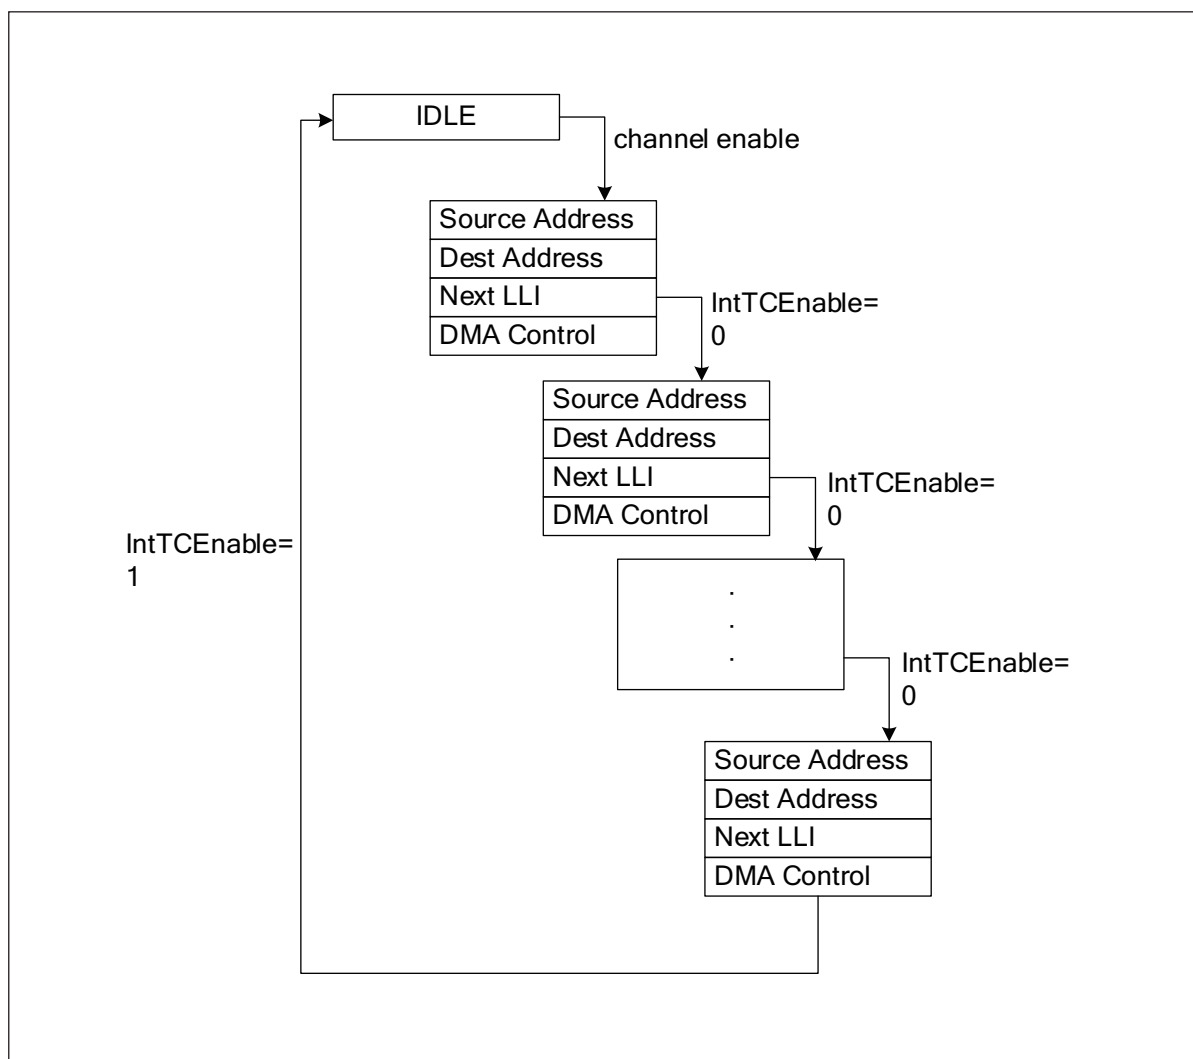 IDLE
channel enable
Source Address
Dest Address
Next LLI
DMA Control
IntTCEnable=
0
Source Address
Dest Address
Next LLI
DMA Control
IntTCEnable=
0
IntTCEnable=
1
.
.
.
IntTCEnable=
0
Source Address
Dest Address
Next LLI
DMA Control